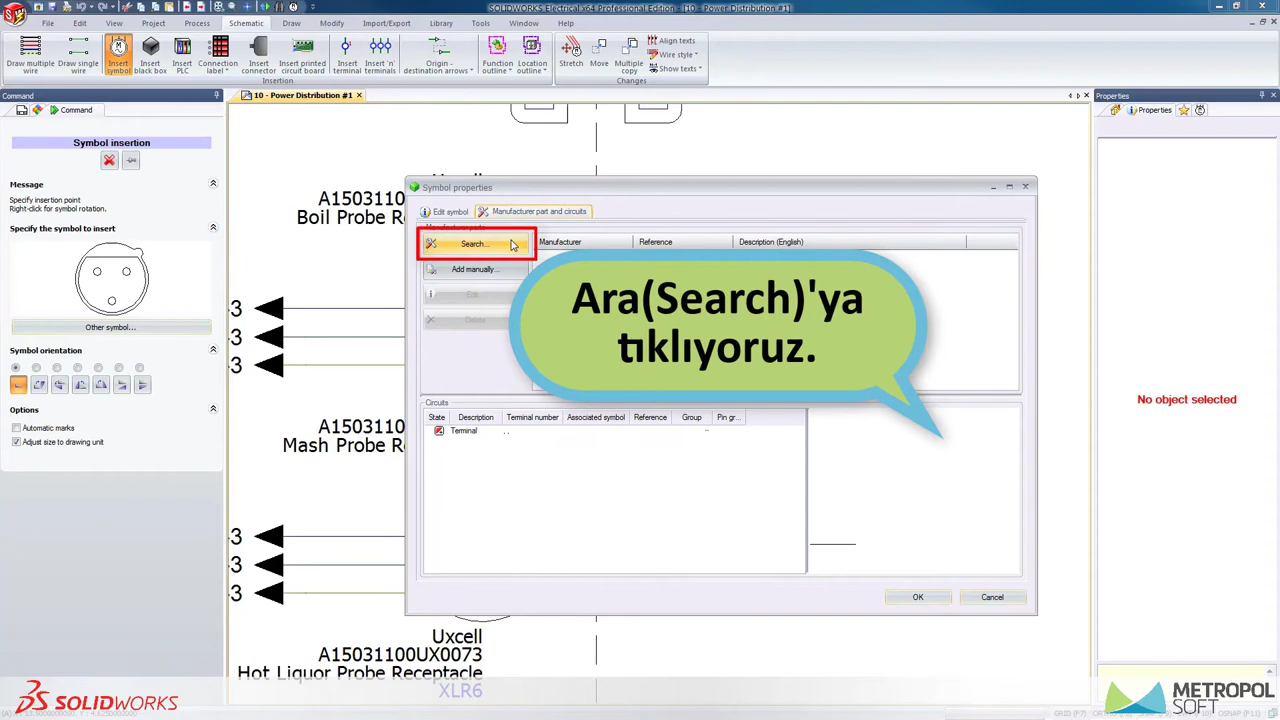 SOLIDWORKS Electrical x64 Professional Edition - [10 - Power Distribution #1]
File Edit View Project Process Schematic Draw Modify Import/Export Library Tools Window Help
Draw multiple wire
Draw single wire
Insert symbol
Insert black box
Insert PLC
Connection label
Insert connector
Insert printed circuit board
Insert terminal
Insert 'n' terminals
Origin - destination arrows
Function outline
Location outline
Stretch
Move
Multiple copy
Align texts
Wire style
Show texts
Insertion
Changes
Command
10 - Power Distribution #1
Properties
Command
Properties
Symbol insertion
Message
Specify insertion point
Right-click for symbol rotation.
Specify the symbol to insert
Other symbol...
Symbol orientation
Options
Automatic marks
Adjust size to drawing unit
A15031100
Boil Probe R
-3
-3
-3
Mash Probe R
-3
-3
-3
Uxcell
A15031100UX0073
Hot Liquor Probe Receptacle
XLR6
Symbol properties
Edit symbol
Manufacturer part and circuits
Search...
Manufacturer
Reference
Description (English)
Add manually...
Edit
Delete
Ara(Search)'ya
tıklıyoruz.
Circuits
State Description Terminal number Associated symbol Reference Group Pin gr...
Terminal
OK
Cancel
No object selected
SOLIDWORKS
METROPOL
SOFT